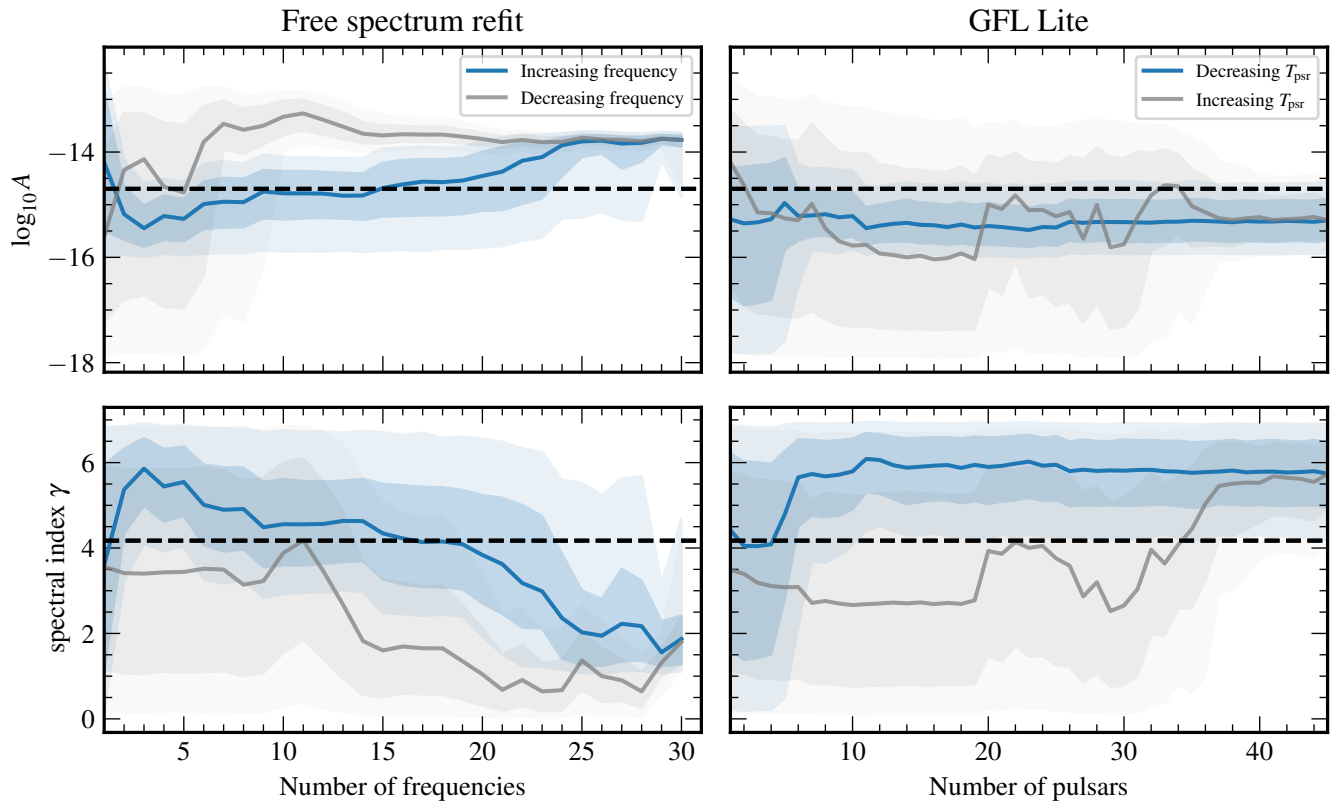 Free spectrum refit
GFL Lite
Increasing frequency
Decreasing frequency
Decreasing T_psr
Increasing T_psr
log₁₀ A
−14
−16
−18
spectral index γ
6
4
2
0
5 10 15 20 25 30
10 20 30 40
Number of frequencies
Number of pulsars